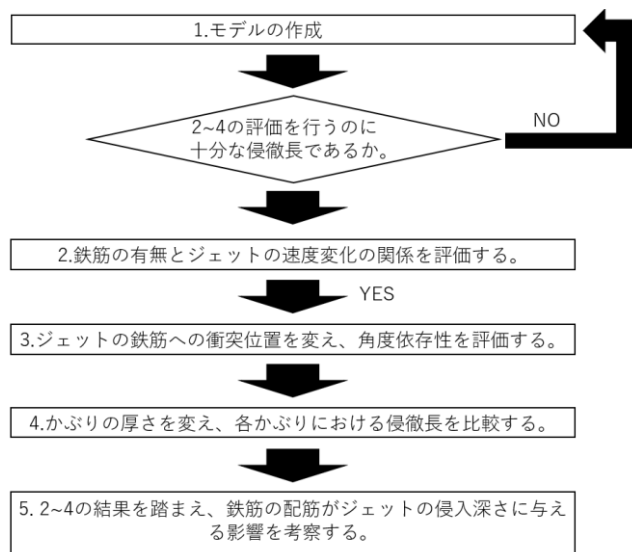 1.モデルの作成
2~4の評価を行うのに
十分な侵徹長であるか。
NO
2.鉄筋の有無とジェットの速度変化の関係を評価する。
YES
3.ジェットの鉄筋への衝突位置を変え、角度依存性を評価する。
4.かぶりの厚さを変え、各かぶりにおける侵徹長を比較する。
5. 2~4の結果を踏まえ、鉄筋の配筋がジェットの侵入深さに与え
る影響を考察する。